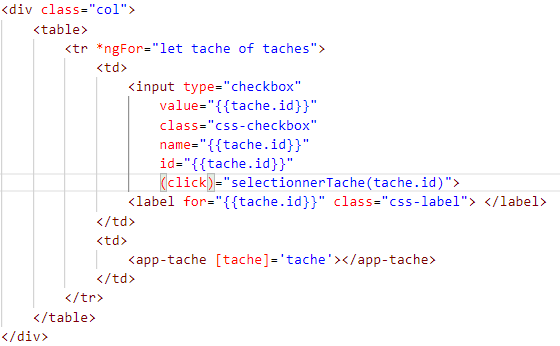 <div class="col">
<table>
<tr *ngFor="let tache of taches">
<td>
<input type="checkbox"
value="{{tache.id}}"
class="css-checkbox"
name="{{tache.id}}"
id="{{tache.id}}"
(click)="selectionnerTache(tache.id)">
<label for="{{tache.id}}" class="css-label"> </label>
</td>
<td>
<app-tache [tache]='tache'></app-tache>
</td>
</tr>
</table>
</div>